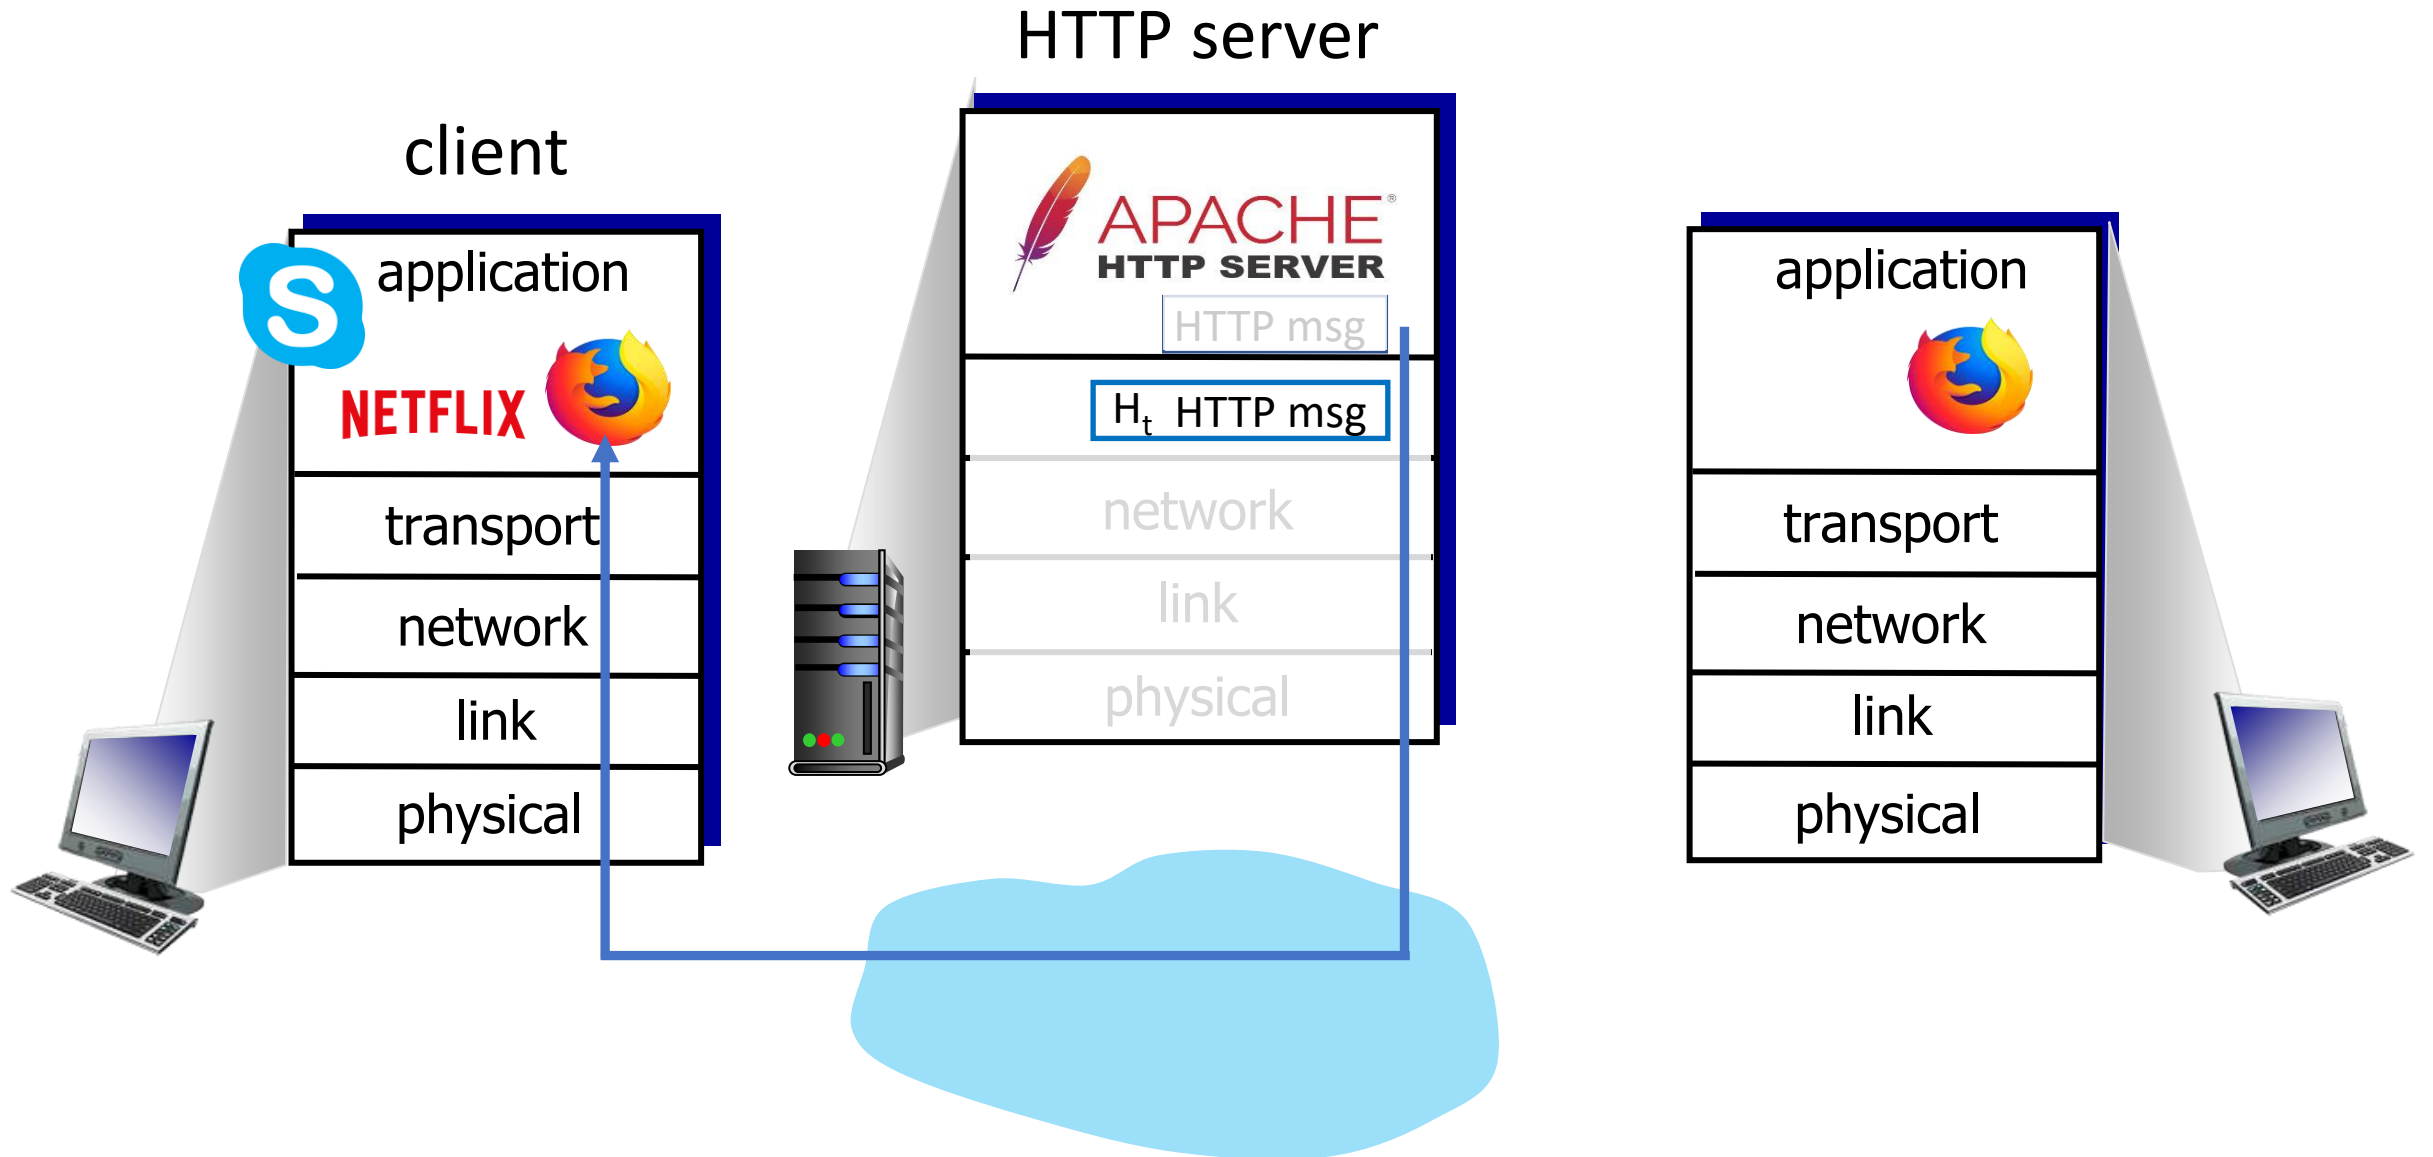 HTTP server
client
application
NETFLIX
transport
network
link
physical
APACHE®
HTTP SERVER
HTTP msg
Ht HTTP msg
network
link
physical
application
transport
network
link
physical